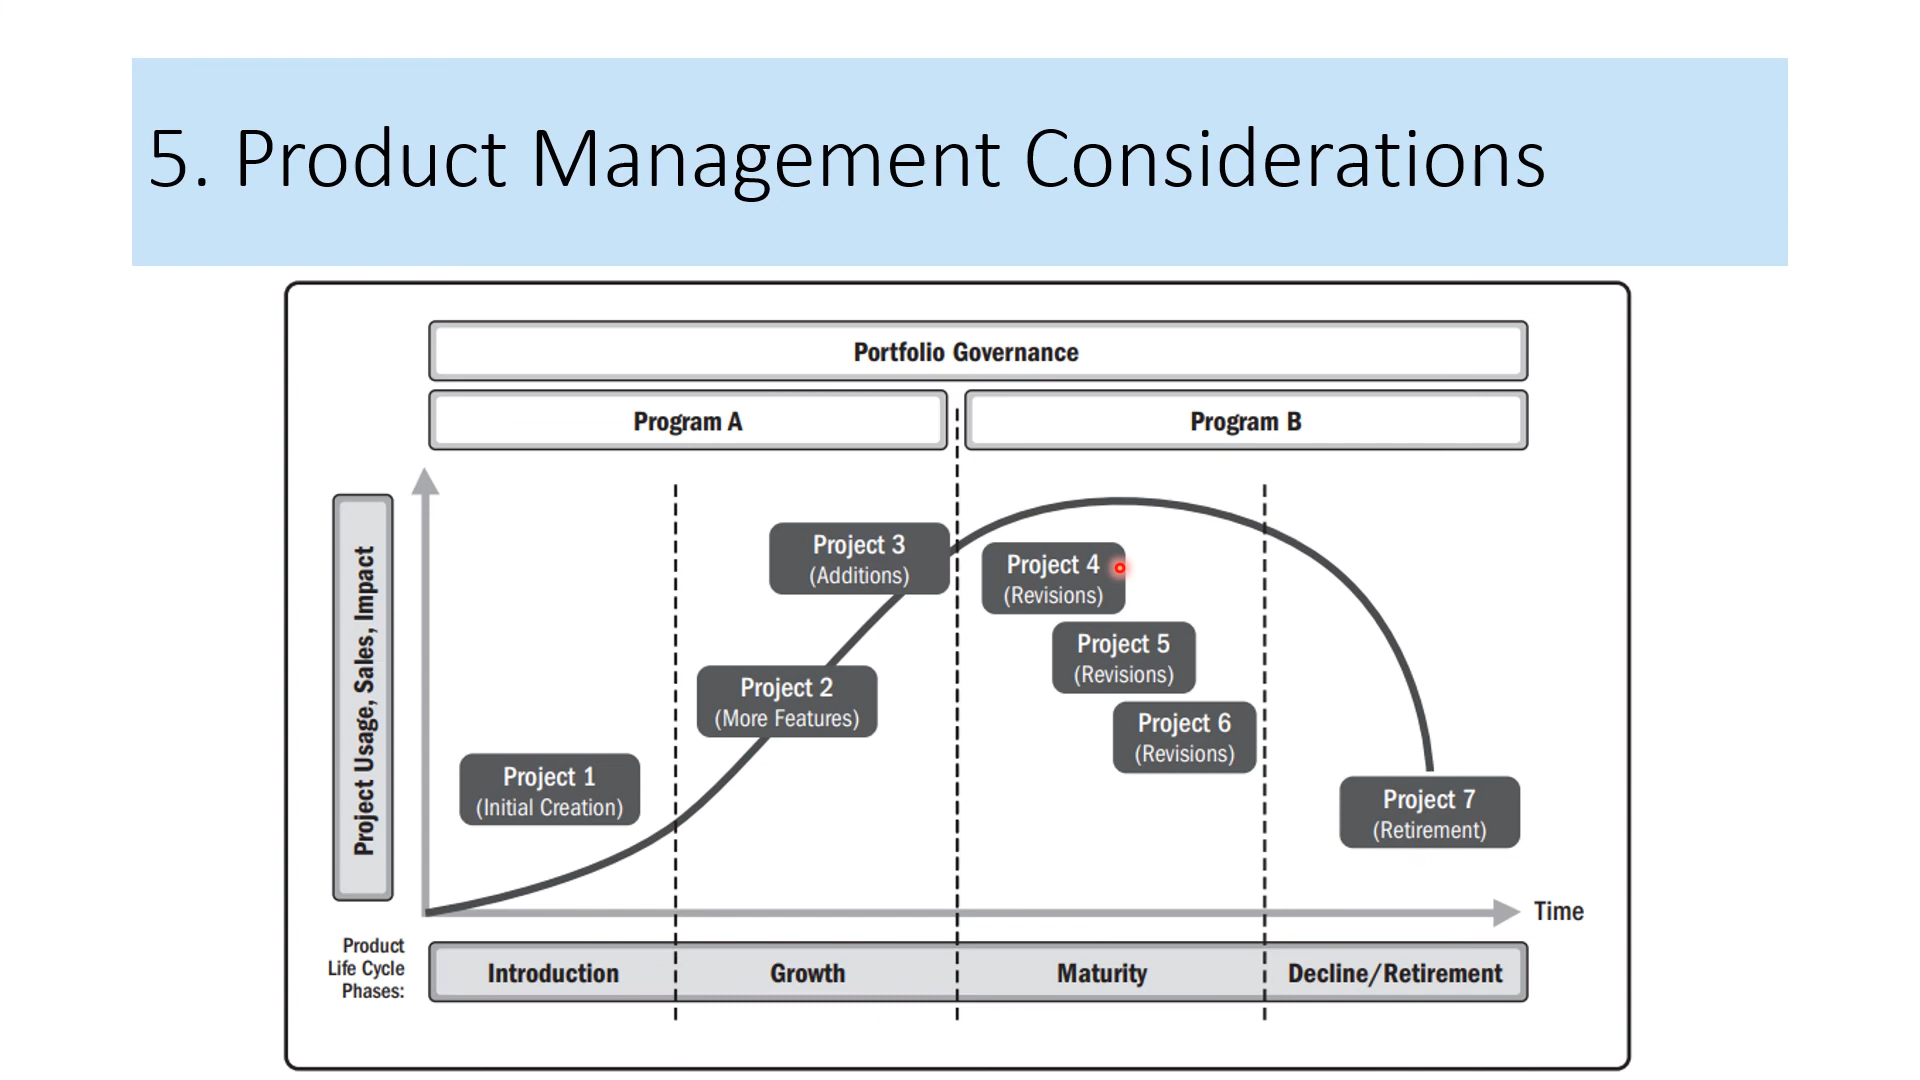 5. Product Management Considerations
Portfolio Governance
Program A
Program B
Project Usage, Sales, Impact
Project 3
(Additions)
Project 4
(Revisions)
Project 5
(Revisions)
Project 2
(More Features)
Project 6
(Revisions)
Project 1
(Initial Creation)
Project 7
(Retirement)
Time
Product
Life Cycle
Phases:
Introduction
Growth
Maturity
Decline/Retirement